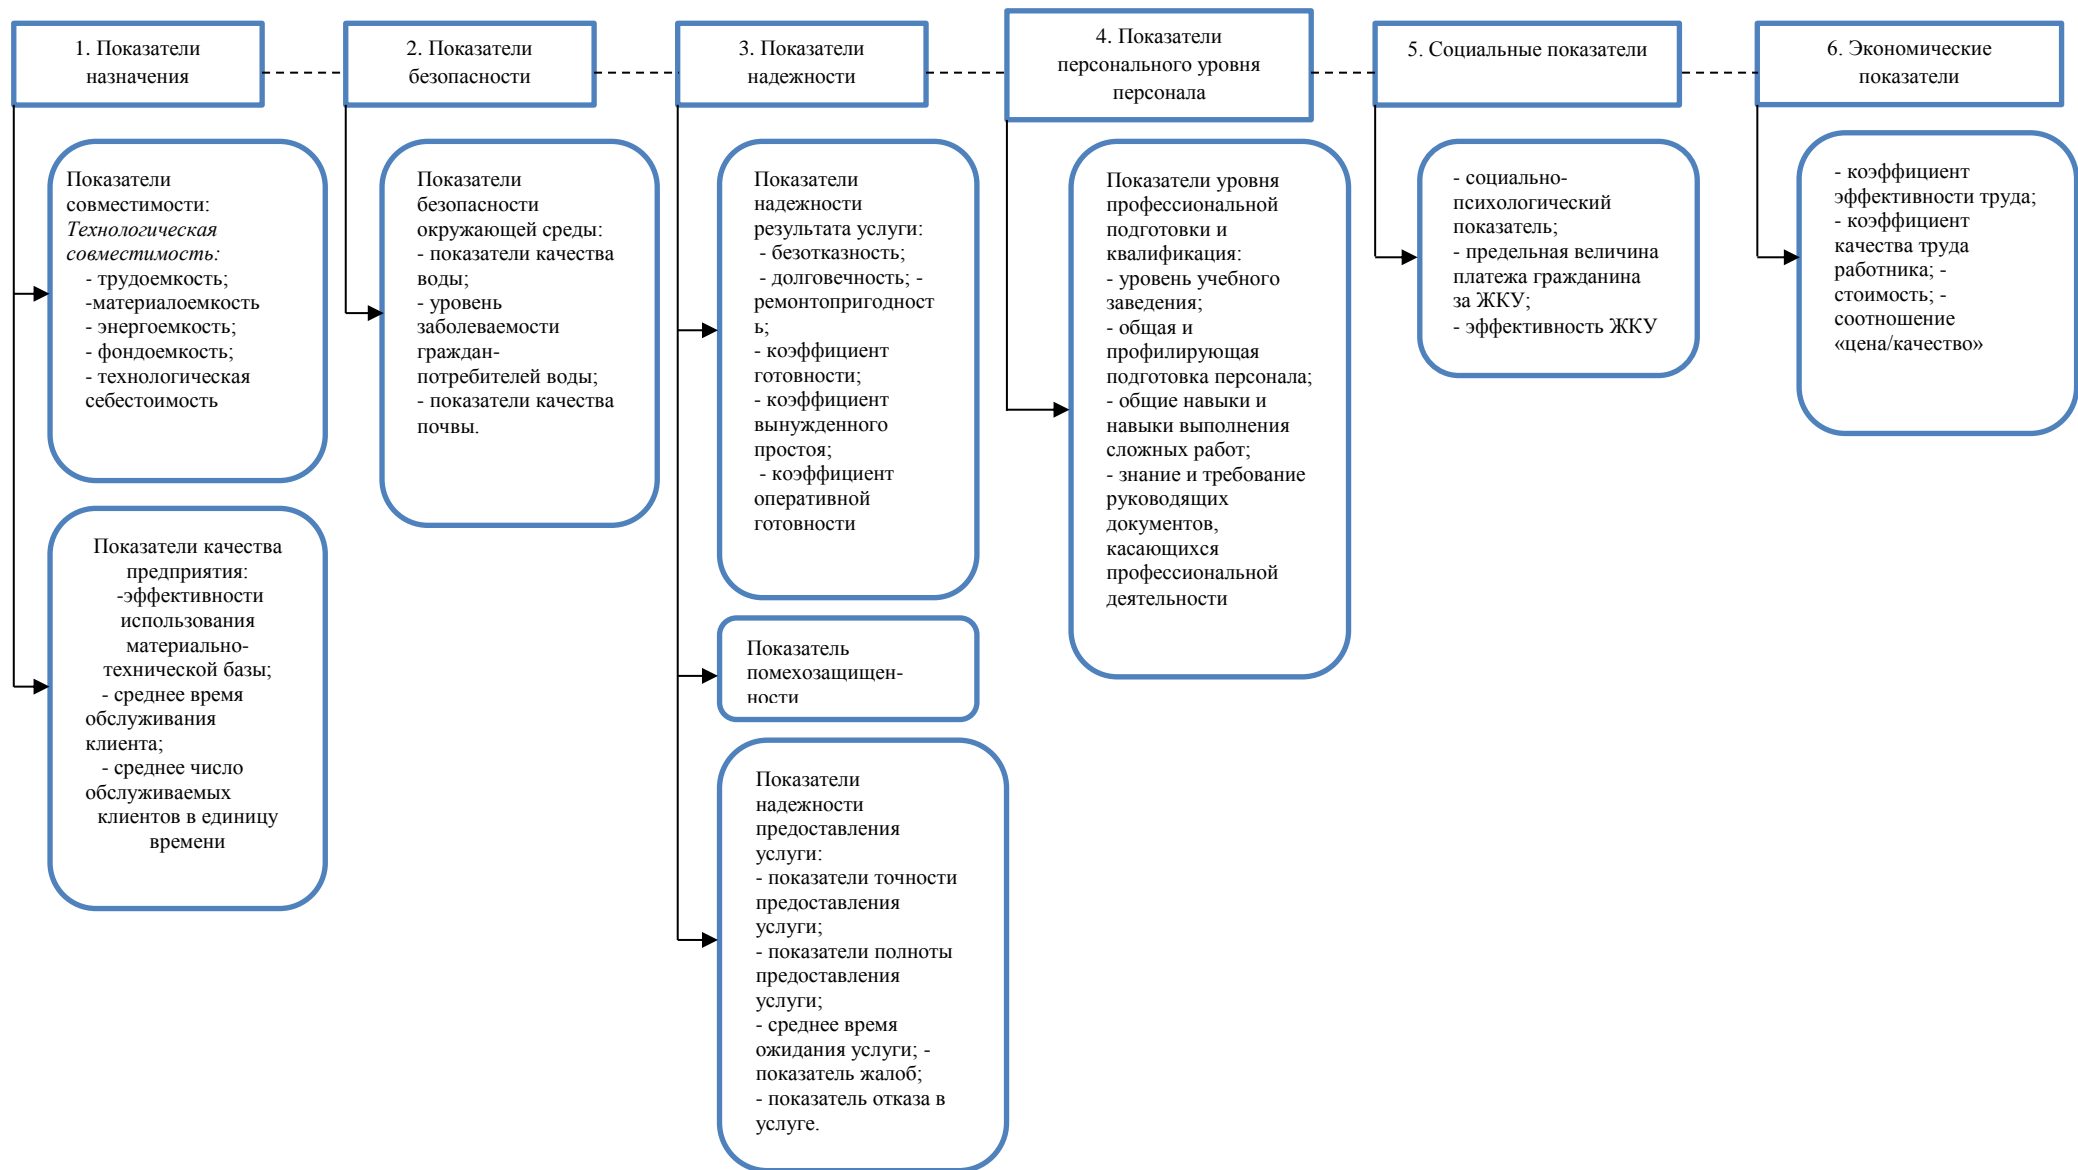 1. Показатели
назначения
2. Показатели
безопасности
3. Показатели
надежности
4. Показатели
персонального уровня
персонала
5. Социальные показатели
6. Экономические
показатели
Показатели
совместимости:
Технологическая
совместимость:
- трудоемкость;
-материалоемкость
- энергоемкость;
- фондоемкость;
- технологическая
себестоимость
Показатели качества
предприятия:
-эффективности
использования
материально-
технической базы;
- среднее время
обслуживания
клиента;
- среднее число
обслуживаемых
клиентов в единицу
времени
Показатели
безопасности
окружающей среды:
- показатели качества
воды;
- уровень
заболеваемости
граждан-
потребителей воды;
- показатели качества
почвы.
Показатели
надежности
результата услуги:
- безотказность;
- долговечность; -
ремонтопригодност
ь;
- коэффициент
готовности;
- коэффициент
вынужденного
простоя;
- коэффициент
оперативной
готовности
Показатель
помехозащищен-
ности
Показатели
надежности
предоставления
услуги:
- показатели точности
предоставления
услуги;
- показатели полноты
предоставления
услуги;
- среднее время
ожидания услуги; -
показатель жалоб;
- показатель отказа в
услуге.
Показатели уровня
профессиональной
подготовки и
квалификация:
- уровень учебного
заведения;
- общая и
профилирующая
подготовка персонала;
- общие навыки и
навыки выполнения
сложных работ;
- знание и требование
руководящих
документов,
касающихся
профессиональной
деятельности
- социально-
психологический
показатель;
- предельная величина
платежа гражданина
за ЖКУ;
- эффективность ЖКУ
- коэффициент
эффективности труда;
- коэффициент
качества труда
работника; -
стоимость; -
соотношение
«цена/качество»